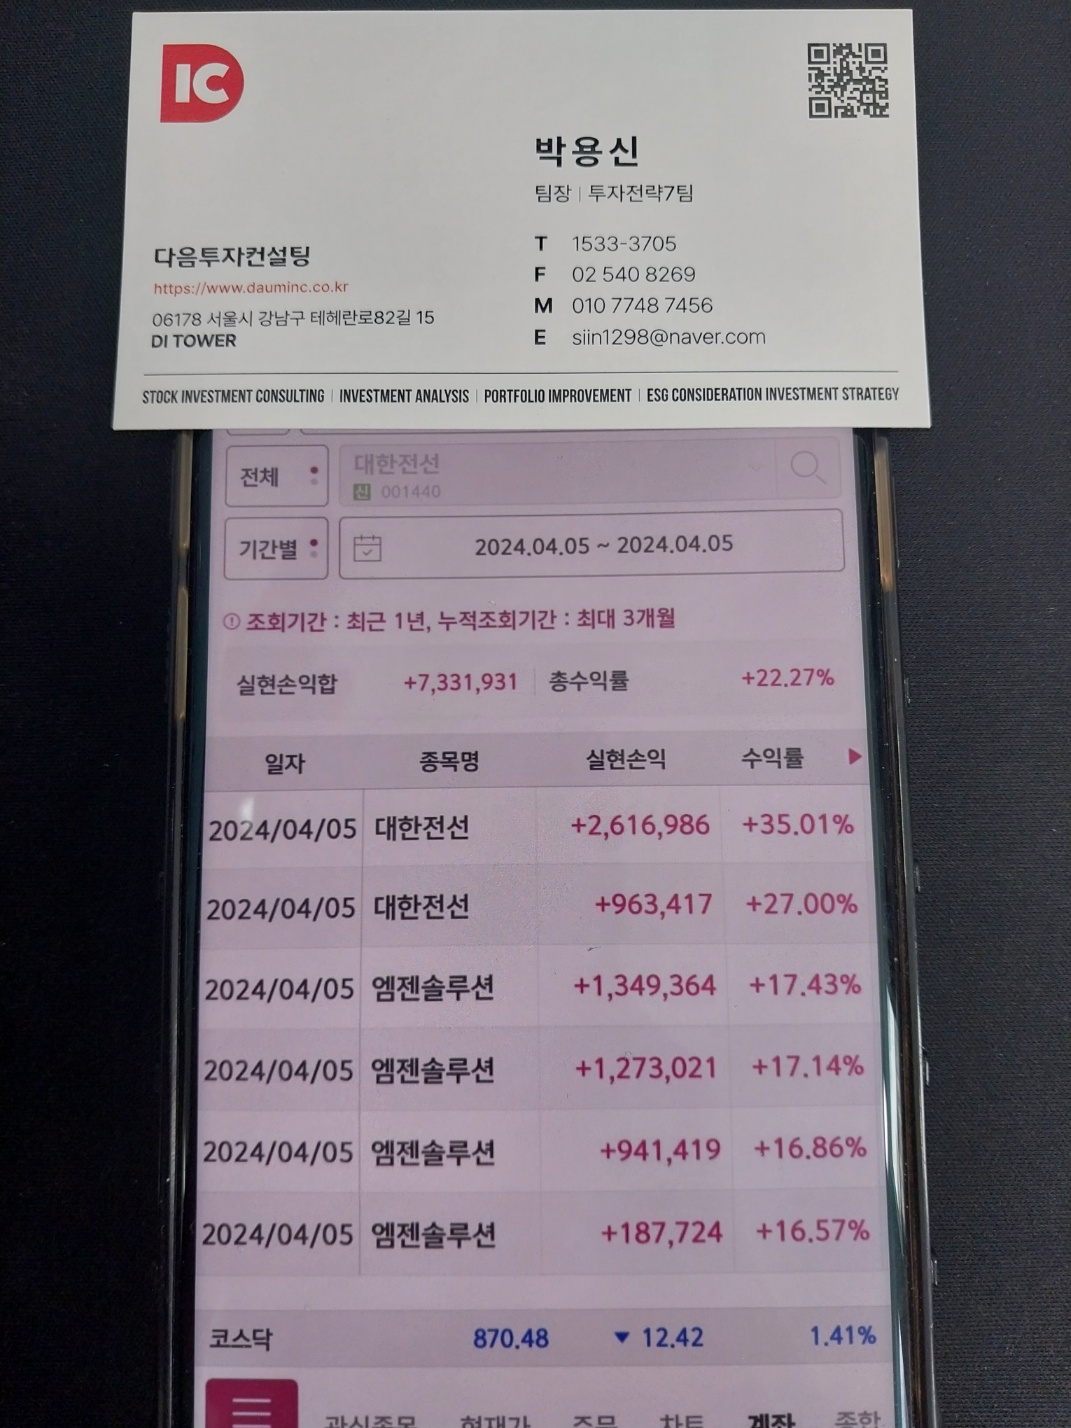 IC
박용신
팀장 | 투자전략7팀
다음투자컨설팅
https://www.dauminc.co.kr
06178 서울시 강남구 테헤란로82길 15
DI TOWER
T 1533-3705
F 02 540 8269
M 010 7748 7456
E siin1298@naver.com
STOCK INVESTMENT CONSULTING | INVESTMENT ANALYSIS | PORTFOLIO IMPROVEMENT | ESG CONSIDERATION INVESTMENT STRATEGY
전체 대한전선
신 001440
기간별 2024.04.05 ~ 2024.04.05
조회기간 : 최근 1년, 누적조회기간 : 최대 3개월
실현손익합 +7,331,931 총수익률 +22.27%
일자 종목명 실현손익 수익률
2024/04/05 대한전선 +2,616,986 +35.01%
2024/04/05 대한전선 +963,417 +27.00%
2024/04/05 엠젠솔루션 +1,349,364 +17.43%
2024/04/05 엠젠솔루션 +1,273,021 +17.14%
2024/04/05 엠젠솔루션 +941,419 +16.86%
2024/04/05 엠젠솔루션 +187,724 +16.57%
코스닥 870.48 ▼ 12.42 1.41%
관심종목 현재가 주문 차트 계좌 종합